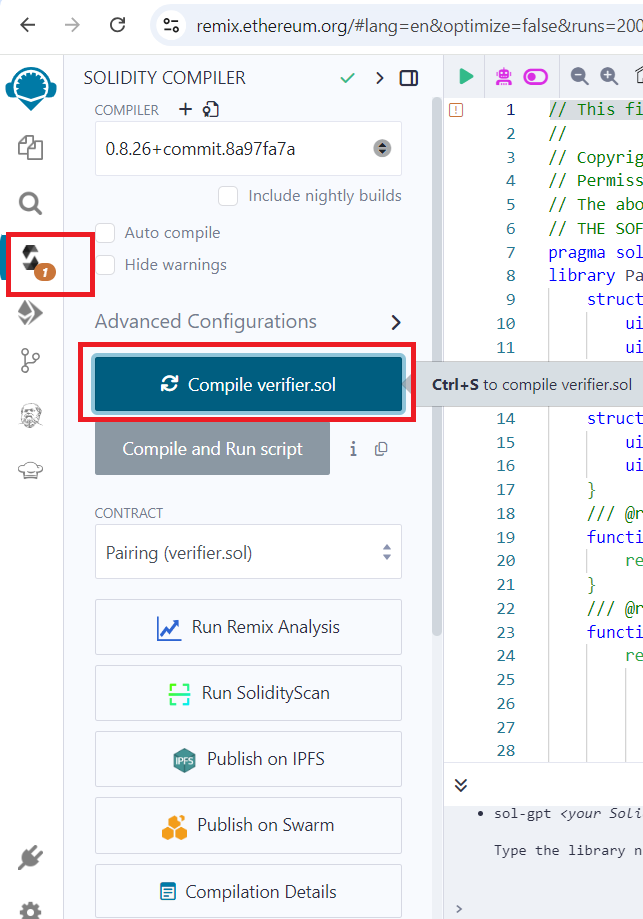 remix.ethereum.org/#lang=en&optimize=false&runs=200
SOLIDITY COMPILER
COMPILER
0.8.26+commit.8a97fa7a
Include nightly builds
Auto compile
Hide warnings
1
Advanced Configurations
Compile verifier.sol
Ctrl+S to compile verifier.sol
Compile and Run script
i
CONTRACT
Pairing (verifier.sol)
Run Remix Analysis
Run SolidityScan
IPFS
Publish on IPFS
Publish on Swarm
Compilation Details
1 // This fi
2 //
3 // Copyrig
4 // Permiss
5 // The abo
6 // THE SOF
7 pragma sol
8 library Pa
9 struct
10 ui
11 ui
14 struct
15 ui
16 ui
17 }
18 /// @r
19 functi
20 re
21 }
22 /// @r
23 functi
24 re
25
26
27
28
• sol-gpt <your Soli
Type the library n
>